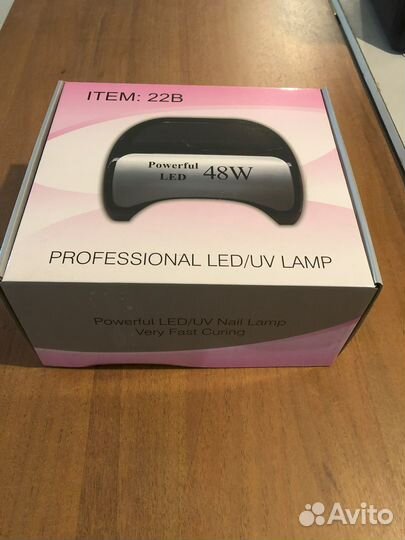 ITEM: 22B
Powerful
LED 48W
PROFESSIONAL LED/UV LAMP
Powerful LED/UV Nail Lamp
Very Fast Curing
Avito